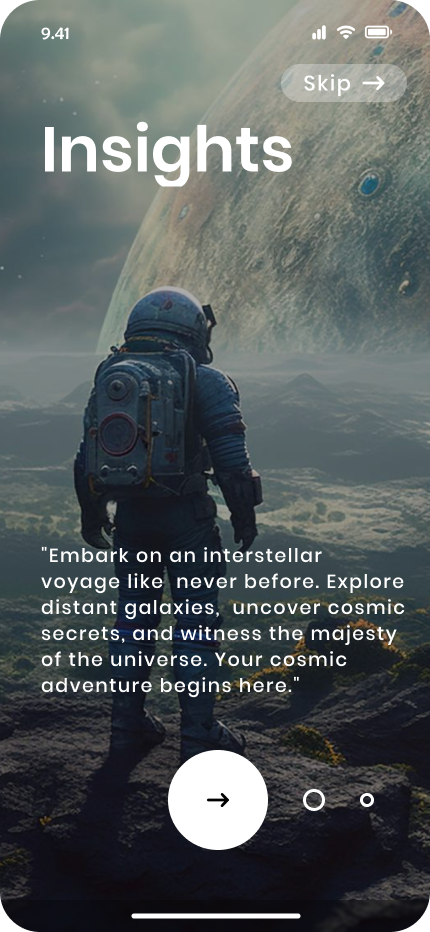 9.41
Skip →
Insights
"Embark on an interstellar
voyage like  never before. Explore
distant galaxies,  uncover cosmic
secrets, and witness the majesty
of the universe. Your cosmic
adventure begins here."
→